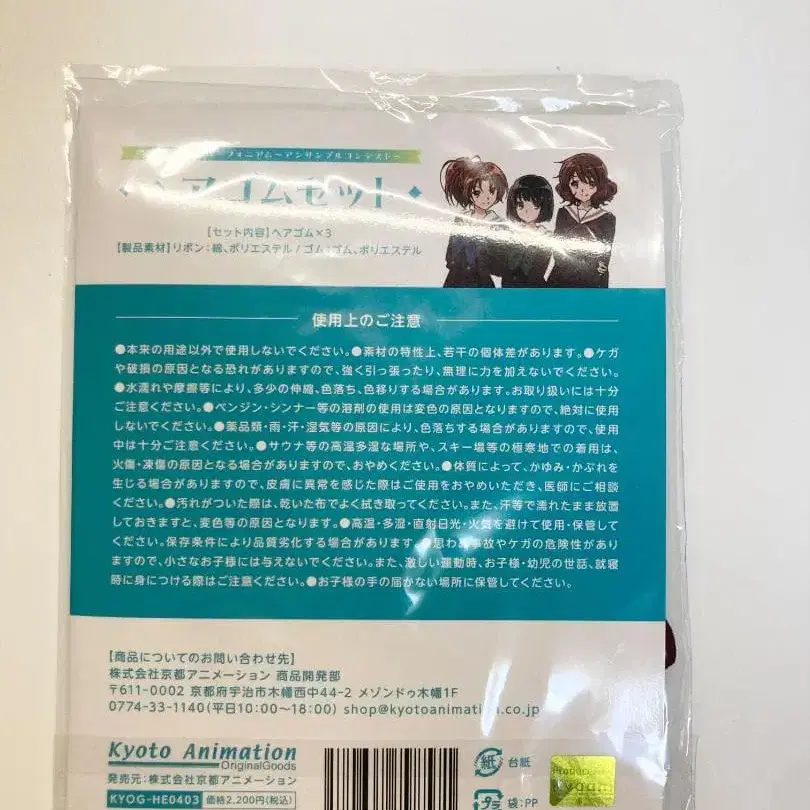 フォニアム〜アンサンブルコンテスト〜
ヘアゴムセット
【セット内容】ヘアゴム×3
【製品素材】リボン：綿、ポリエステル / ゴム：ゴム、ポリエステル
使用上のご注意
●本来の用途以外で使用しないでください。●素材の特性上、若干の個体差があります。●ケガ
や破損の原因となる恐れがありますので、強く引っ張ったり、無理に力を加えないでください。
●水濡れや摩擦等により、多少の伸縮、色落ち、色移りする場合があります。お取り扱いには十分
ご注意ください。●ベンジン・シンナー等の溶剤の使用は変色の原因となりますので、絶対に使用
しないでください。●薬品類・雨・汗・湿気等の原因により、色落ちする場合がありますので、使用
中は十分ご注意ください。●サウナ等の高温多湿な場所や、スキー場等の極寒地での着用は、
火傷・凍傷の原因となる場合がありますので、おやめください。●体質によって、かゆみ・かぶれを
生じる場合がありますので、皮膚に異常を感じた際はご使用をおやめいただき、医師にご相談
ください。●汚れがついた際は、乾いた布でよく拭き取ってください。また、汗等で濡れたまま放置
しておきますと、変色等の原因となります。●高温・多湿・直射日光・火気を避けて使用・保管して
ください。保存条件により品質劣化する場合があります。●思わぬ事故やケガの危険性があり
ますので、小さなお子様には与えないでください。また、激しい運動時、お子様・幼児の世話、就寝
時に身につける際はご注意ください。●お子様の手の届かない場所に保管してください。
【商品についてのお問い合わせ先】
株式会社京都アニメーション 商品開発部
〒611-0002 京都府宇治市木幡西中44-2 メゾンドゥ木幡1F
0774-33-1140(平日10:00〜18:00) shop@kyotoanimation.co.jp
Kyoto Animation
OriginalGoods
発売元：株式会社京都アニメーション
KYOG-HE0403 価格2,200円(税込)
紙 台紙
プラ 袋：PP